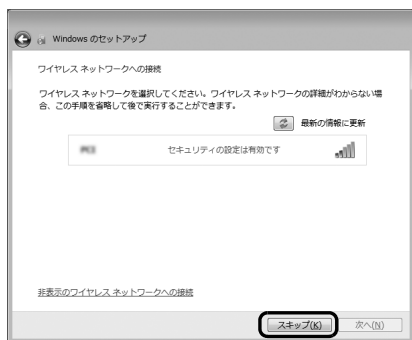 Windows のセットアップ
ワイヤレス ネットワークへの接続
ワイヤレス ネットワークを選択してください。ワイヤレス ネットワークの詳細がわからない場
合、この手順を省略して後で実行することができます。
最新の情報に更新
セキュリティの設定は有効です
非表示のワイヤレス ネットワークへの接続
スキップ(K) 次へ(N)